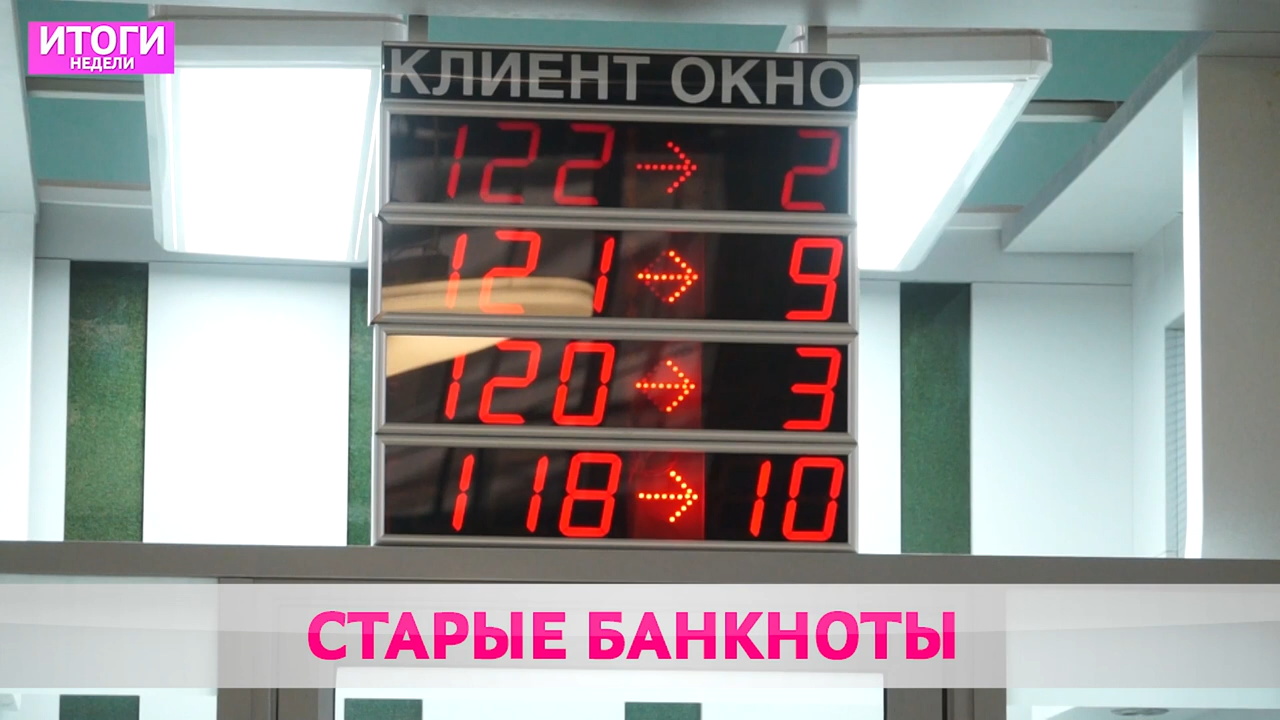 ИТОГИ
НЕДЕЛИ
КЛИЕНТ ОКНО
122 → 2
121 → 9
120 → 3
118 → 10
СТАРЫЕ БАНКНОТЫ